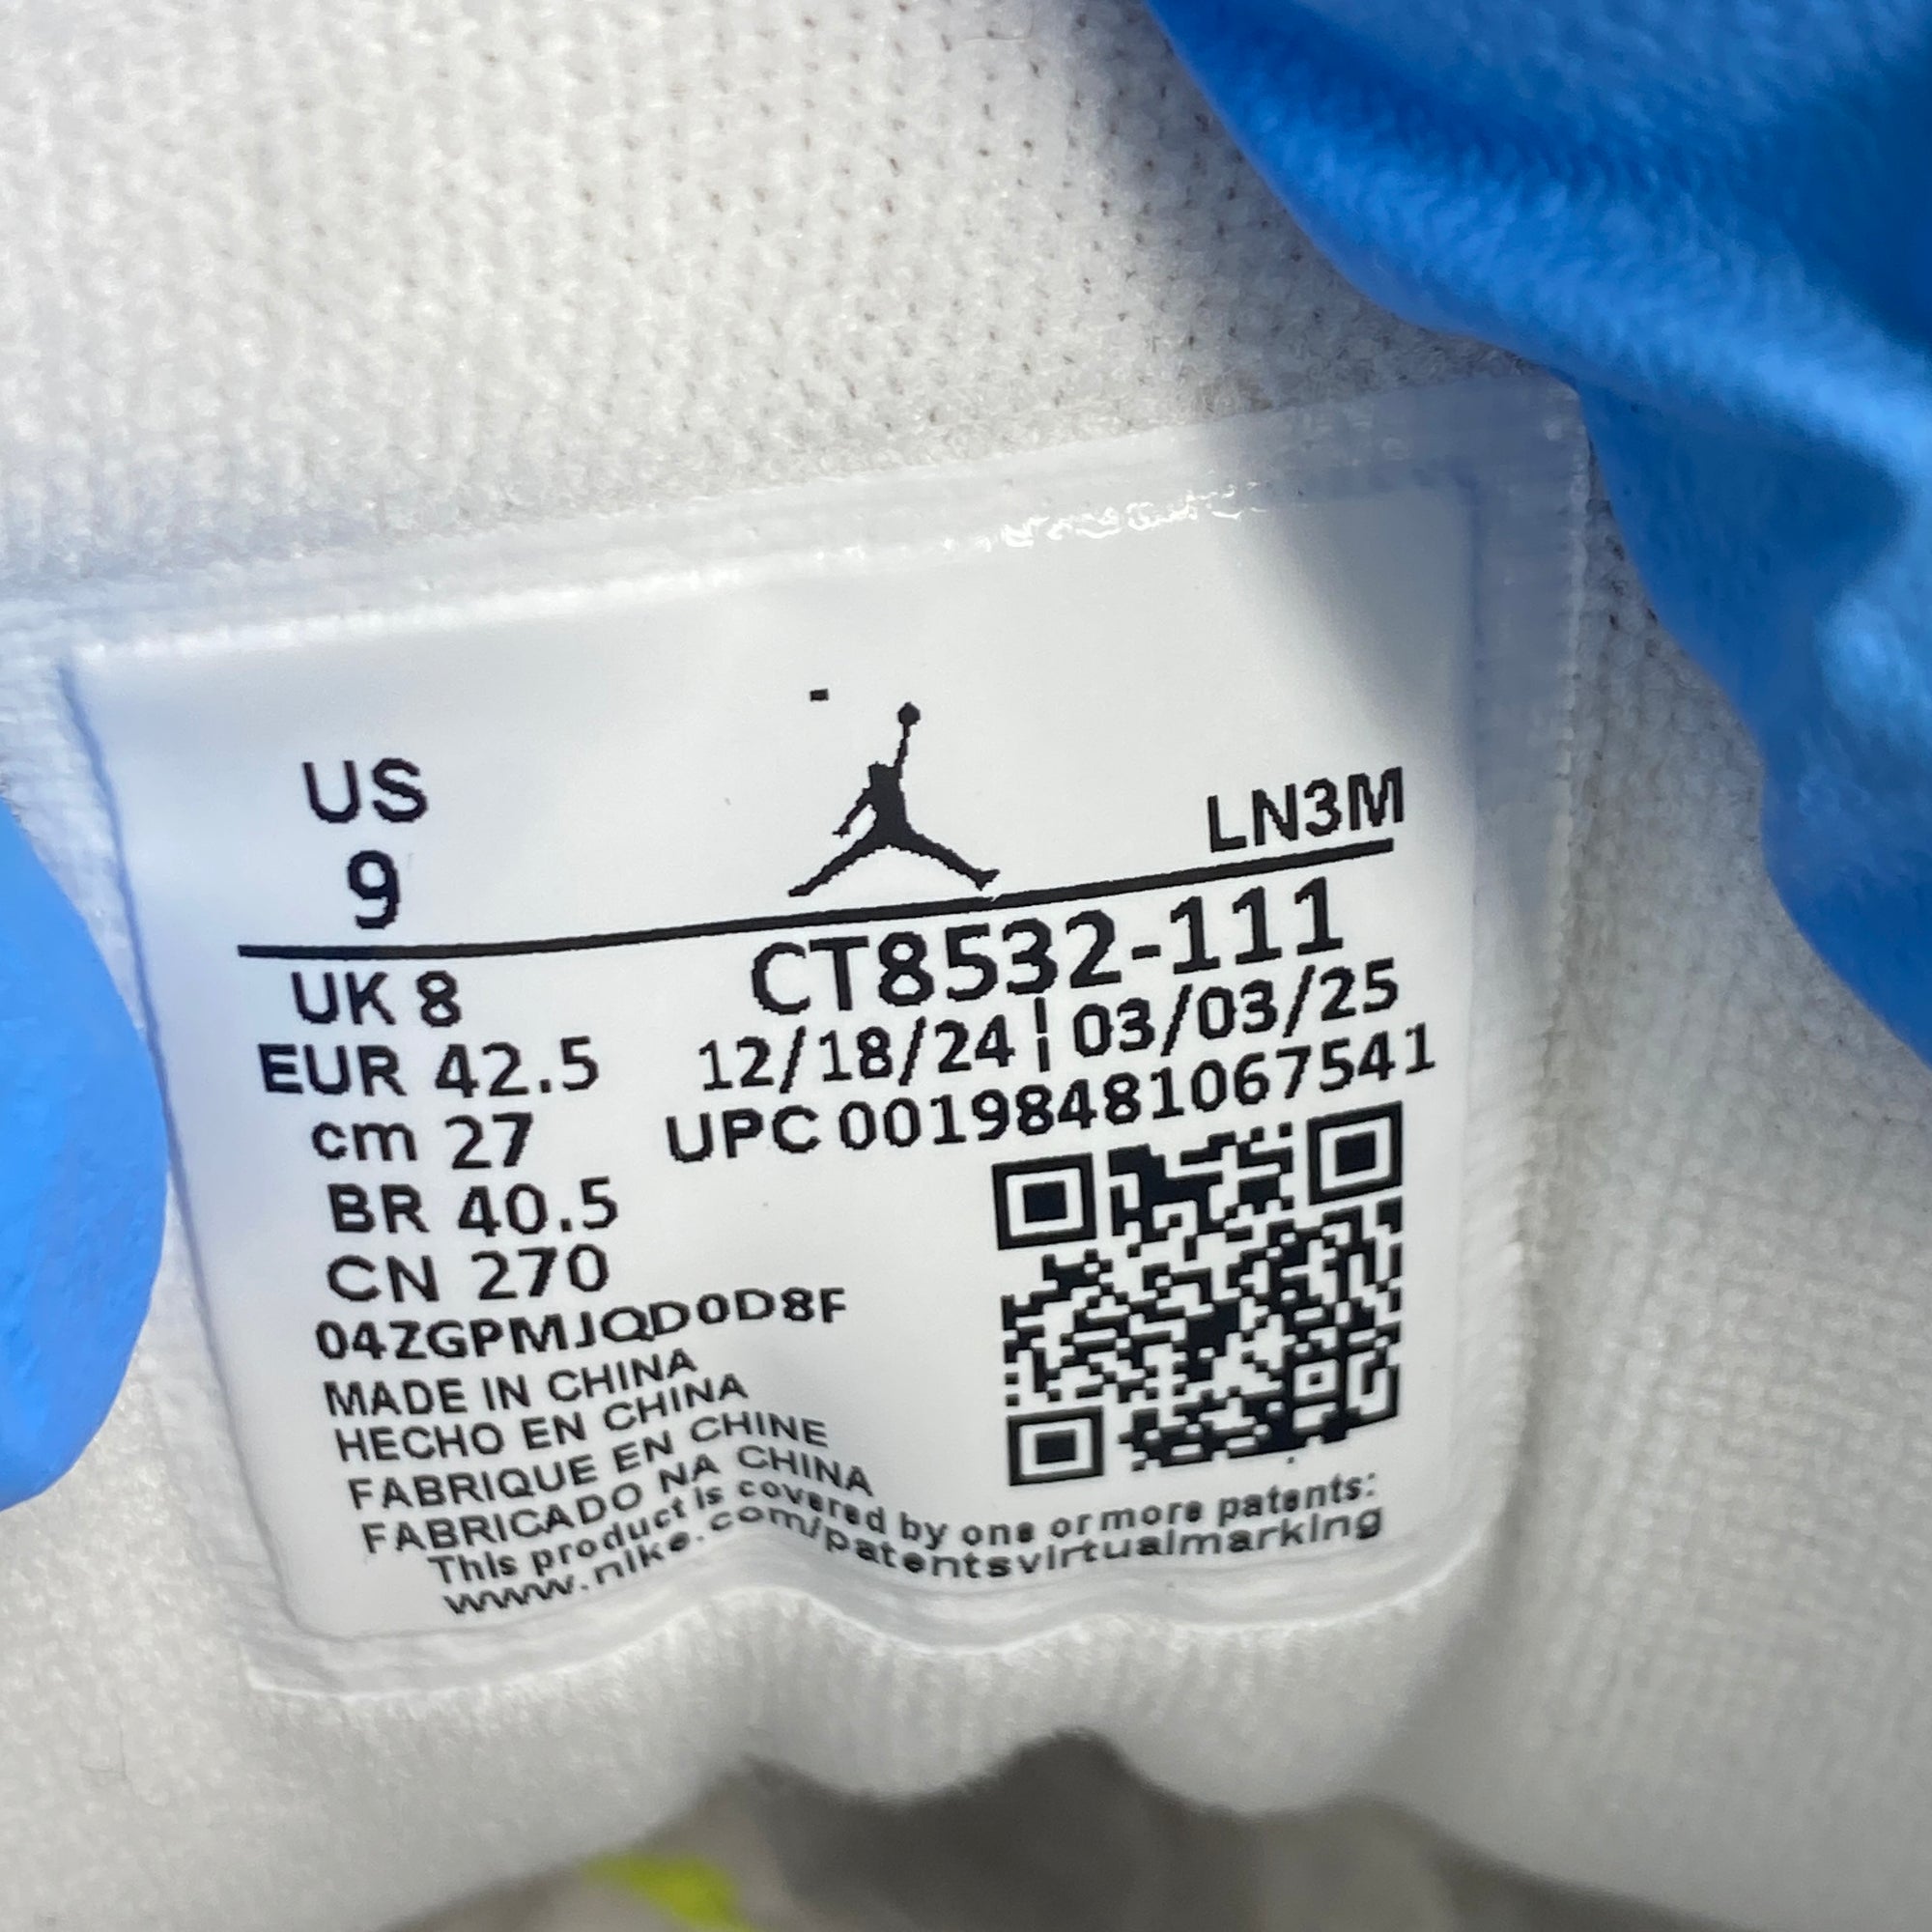 US
9
LN3M
CT8532-111
12/18/24¦03/03/25
UPC 00198481067541
UK 8
EUR 42.5
cm 27
BR 40.5
CN 270
04ZGPMJQD0D8F
MADE IN CHINA
HECHO EN CHINA
FABRIQUE EN CHINE
FABRICADO NA CHINA
This product is covered by one or more patents:
www.nike.com/patentsvirtualmarking